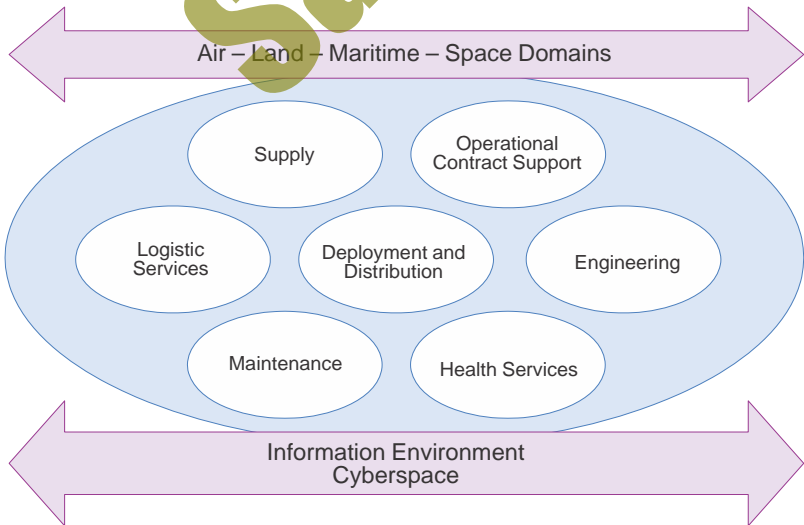 Air – Land – Maritime – Space Domains
Supply
Operational
Contract Support
Logistic
Services
Deployment and
Distribution
Engineering
Maintenance
Health Services
Information Environment
Cyberspace